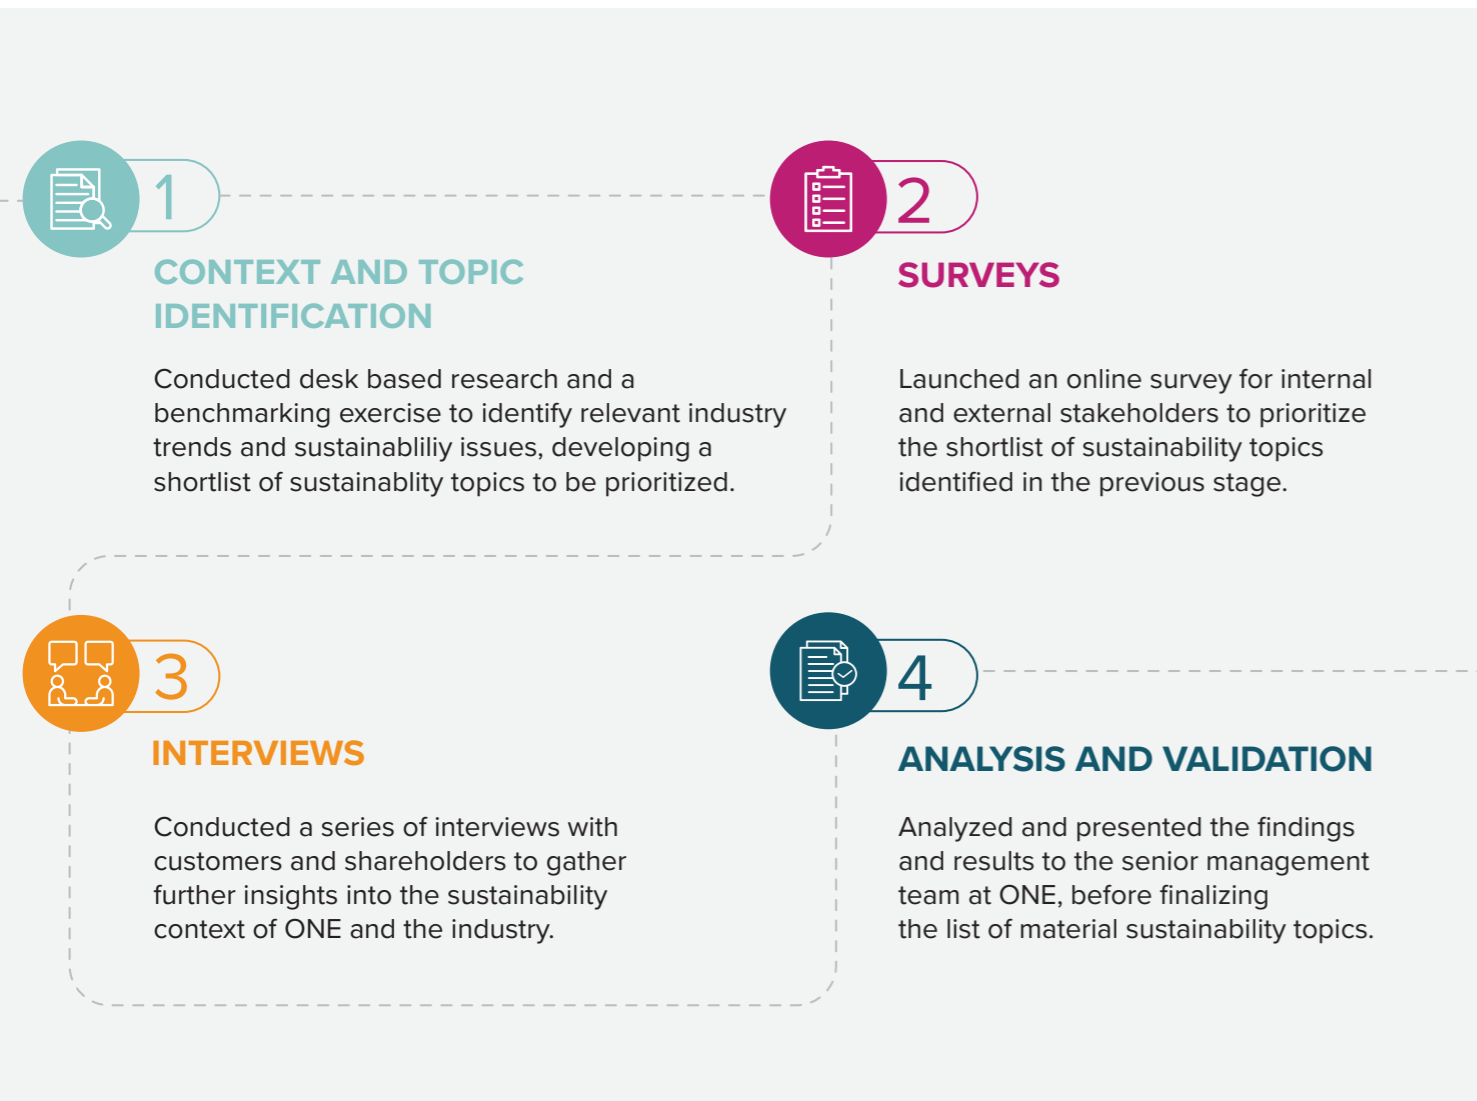 1
CONTEXT AND TOPIC
IDENTIFICATION
Conducted desk based research and a
benchmarking exercise to identify relevant industry
trends and sustainabliliy issues, developing a
shortlist of sustainablity topics to be prioritized.
2
SURVEYS
Launched an online survey for internal
and external stakeholders to prioritize
the shortlist of sustainability topics
identified in the previous stage.
3
INTERVIEWS
Conducted a series of interviews with
customers and shareholders to gather
further insights into the sustainability
context of ONE and the industry.
4
ANALYSIS AND VALIDATION
Analyzed and presented the findings
and results to the senior management
team at ONE, before finalizing
the list of material sustainability topics.